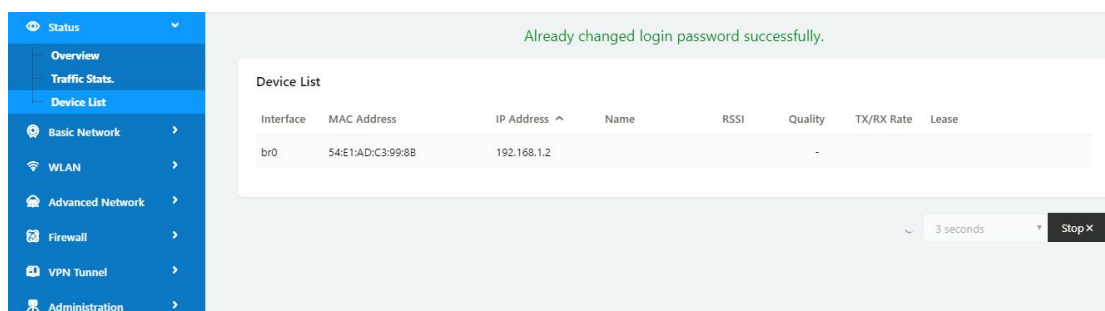 Status
Overview
Traffic Stats.
Device List
Basic Network
WLAN
Advanced Network
Firewall
VPN Tunnel
Administration
Already changed login password successfully.
Device List
Interface MAC Address IP Address Name RSSI Quality TX/RX Rate Lease
br0 54:E1:AD:C3:99:8B 192.168.1.2 -
3 seconds Stop ×